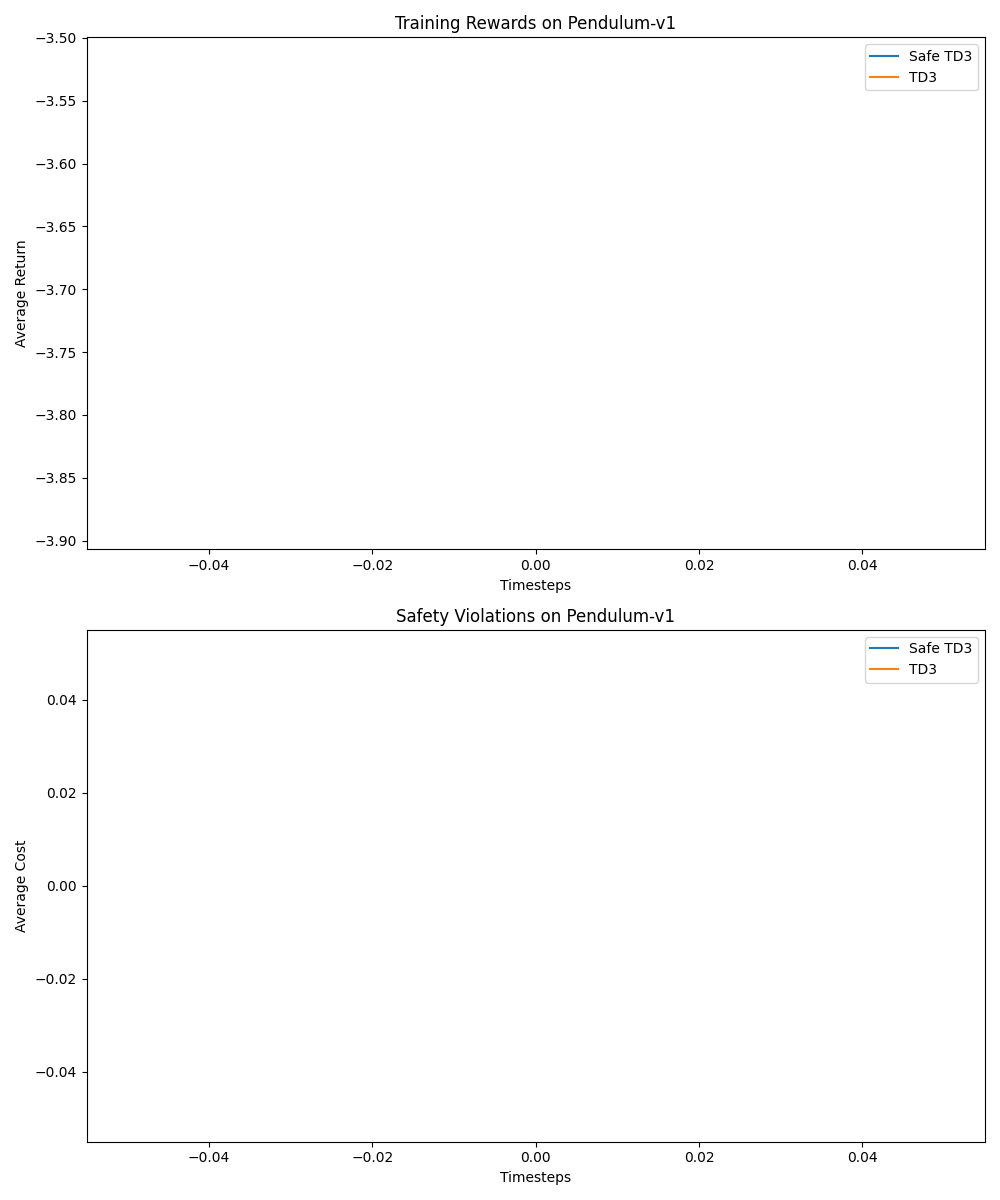 Training Rewards on Pendulum-v1
Safe TD3
TD3
−3.50
−3.55
−3.60
−3.65
−3.70
−3.75
−3.80
−3.85
−3.90
Average Return
−0.04 −0.02 0.00 0.02 0.04
Timesteps
Safety Violations on Pendulum-v1
Safe TD3
TD3
0.04
0.02
0.00
−0.02
−0.04
Average Cost
−0.04 −0.02 0.00 0.02 0.04
Timesteps